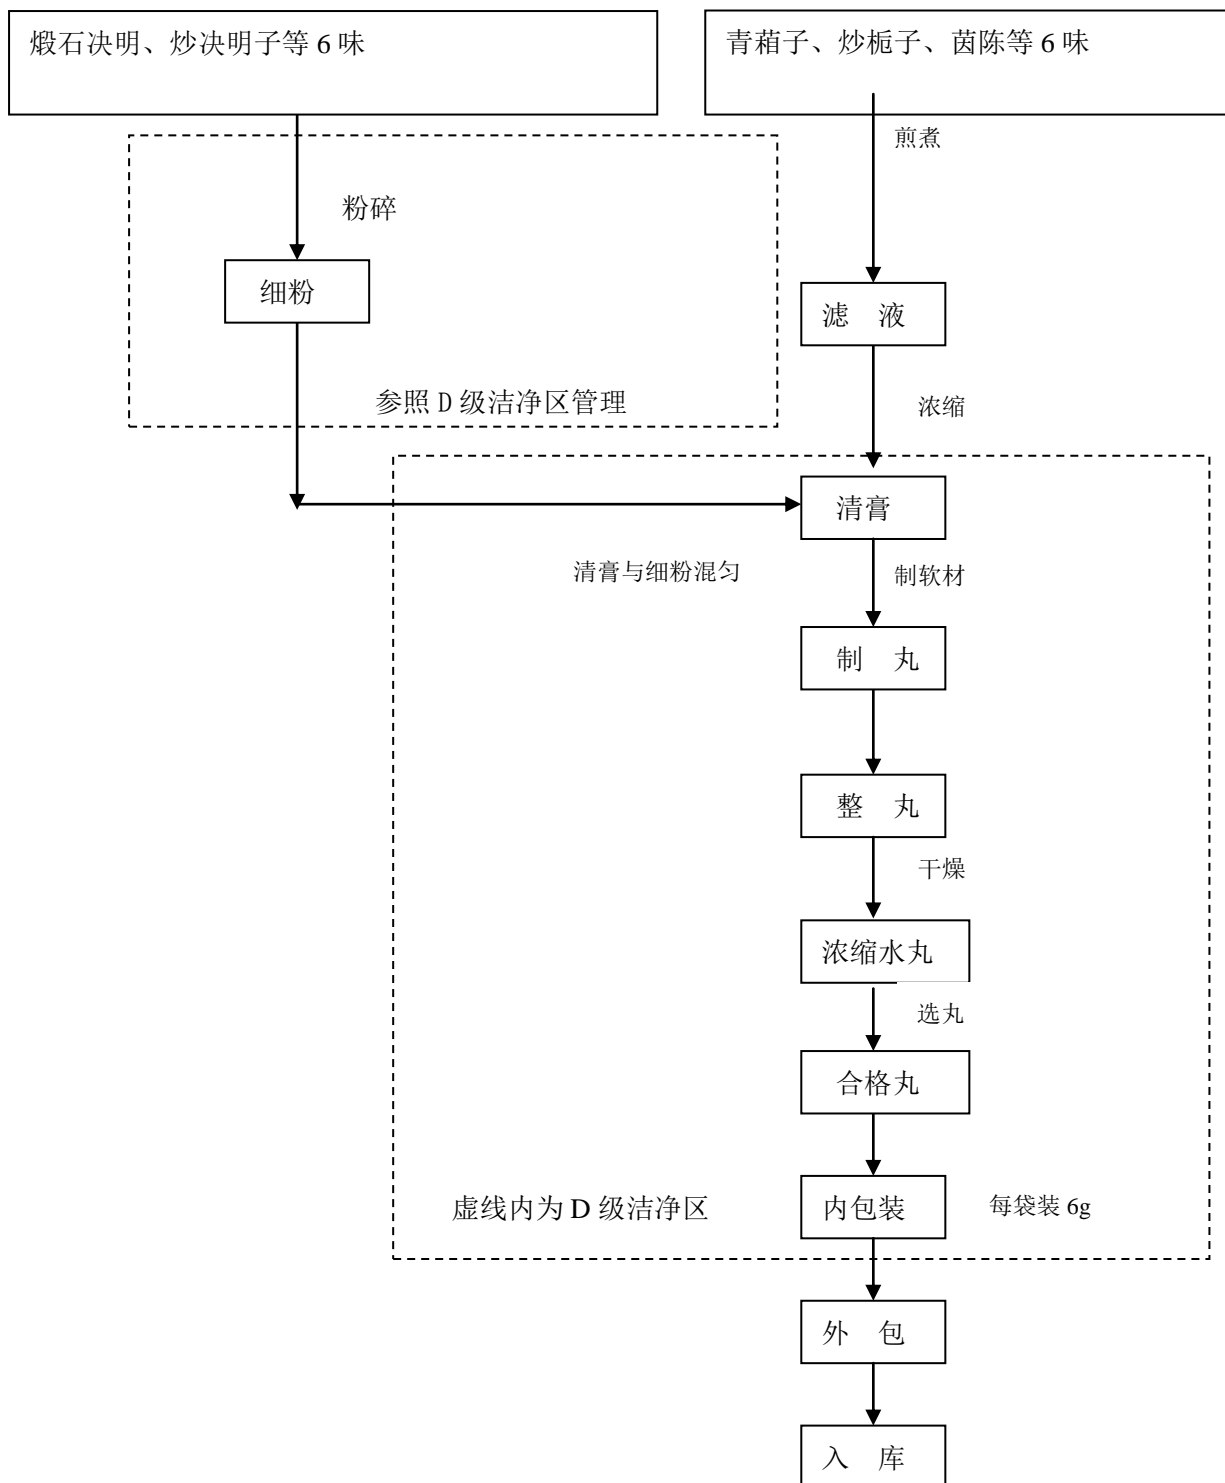 煅石决明、炒决明子等 6 味
青葙子、炒栀子、茵陈等 6 味
煎煮
粉碎
细粉
滤 液
参照 D 级洁净区管理
浓缩
清膏
清膏与细粉混匀
制软材
制 丸
整 丸
干燥
浓缩水丸
选丸
合格丸
虚线内为 D 级洁净区
内包装
每袋装 6g
外 包
入 库